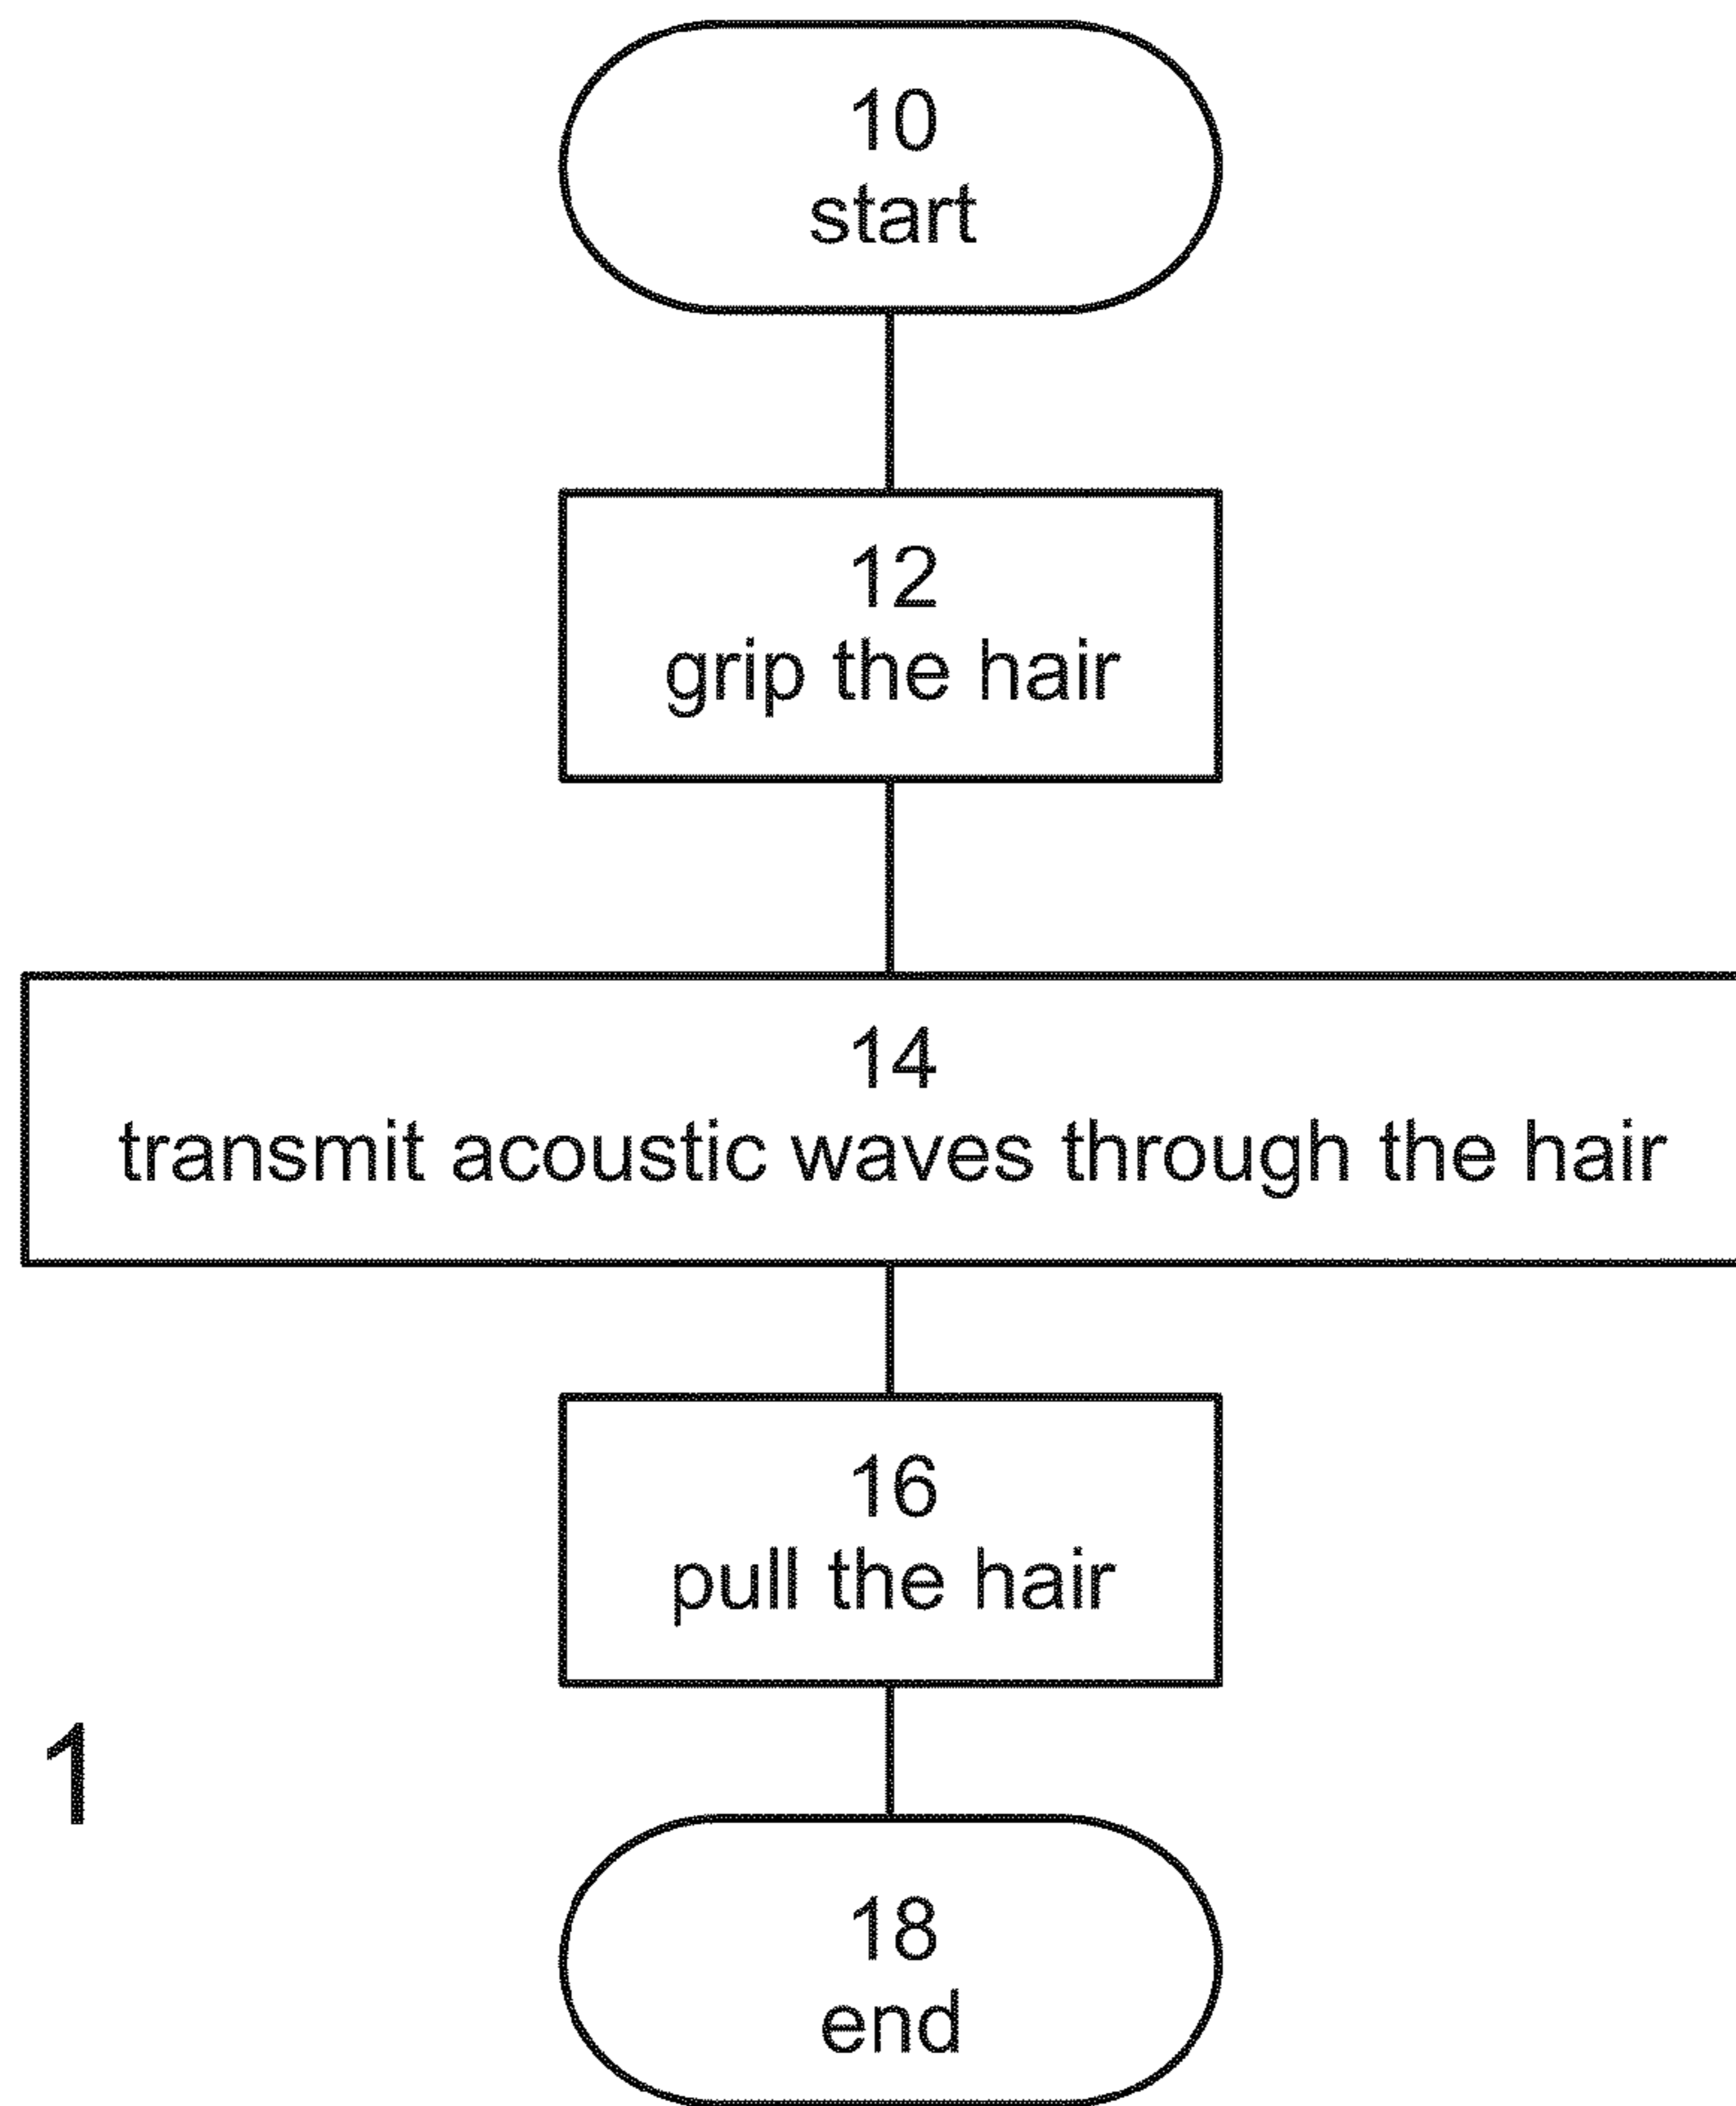 10
start
12
grip the hair
14
transmit acoustic waves through the hair
16
pull the hair
1
18
end